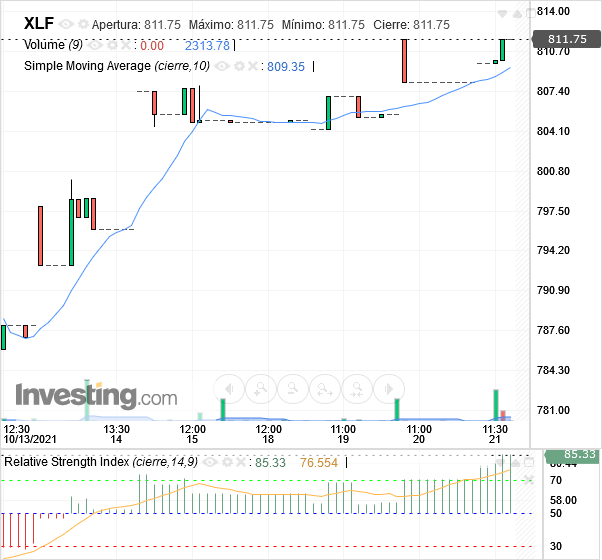 XLF Apertura: 811.75 Máximo: 811.75 Mínimo: 811.75 Cierre: 811.75
Volume (9) : 0.00 2313.78
Simple Moving Average (cierre,10) : 809.35
814.00
811.75
810.70
807.40
804.10
800.80
797.50
794.20
790.90
787.60
784.30
781.00
Investing.com
12:30 13:30 12:00 12:00 11:00 11:00 11:30
10/13/2021 14 15 18 19 20 21
Relative Strength Index (cierre,14,9) : 85.33 76.554
85.33
80.44
70
58.00
50
30